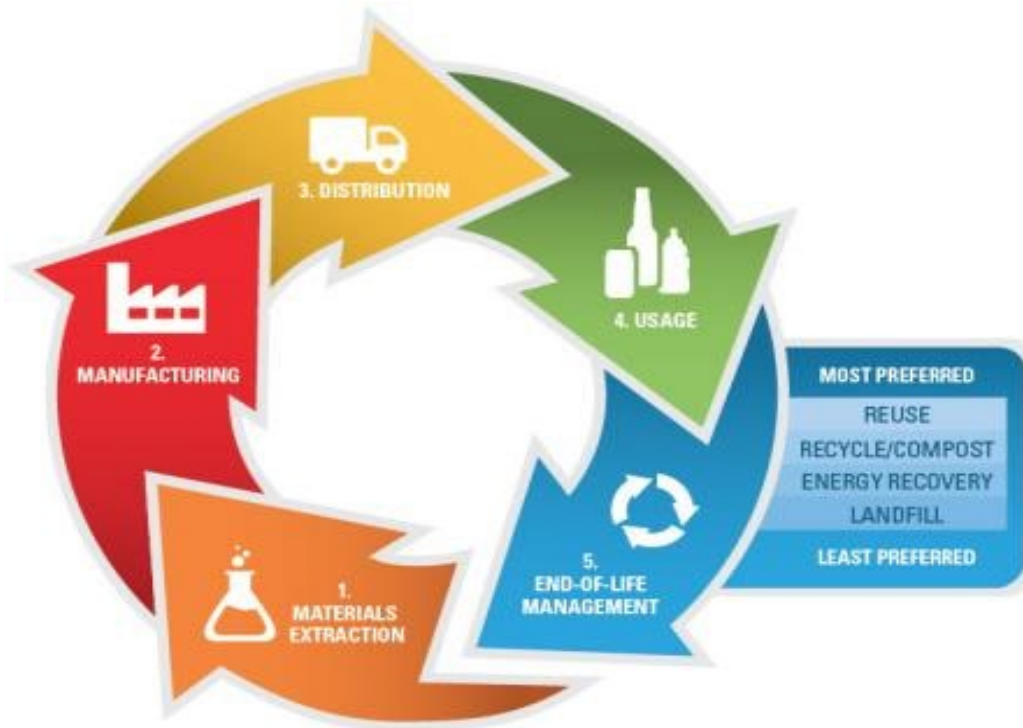 3. DISTRIBUTION
4. USAGE
2.
MANUFACTURING
MOST PREFERRED
REUSE
RECYCLE/COMPOST
ENERGY RECOVERY
LANDFILL
LEAST PREFERRED
5.
END-OF-LIFE
MANAGEMENT
1.
MATERIALS
EXTRACTION